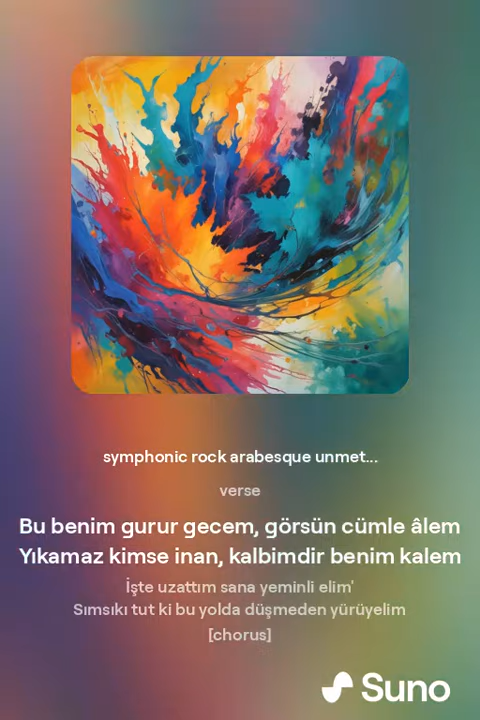 symphonic rock arabesque unmet...
verse
Bu benim gurur gecem, görsün cümle âlem
Yıkamaz kimse inan, kalbimdir benim kalem
İşte uzattım sana yeminli elim'
Sımsıkı tut ki bu yolda düşmeden yürüyelim
[chorus]
Suno